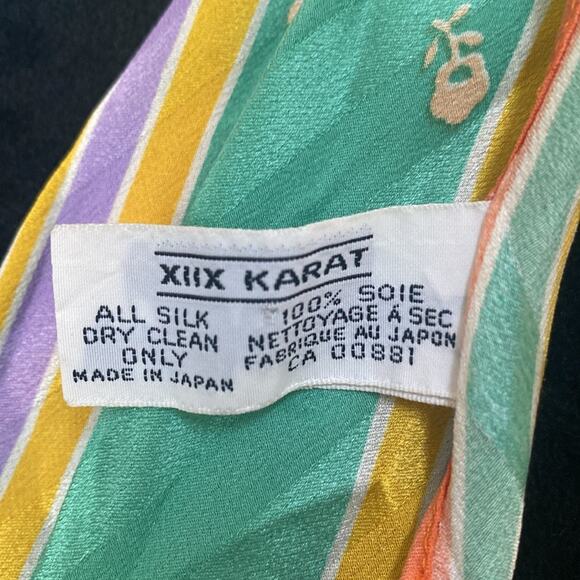 XIIX KARAT
ALL SILK
DRY CLEAN
ONLY
MADE IN JAPAN
100% SOIE
NETTOYAGE À SEC
FABRIQUE AU JAPON
CA 00881